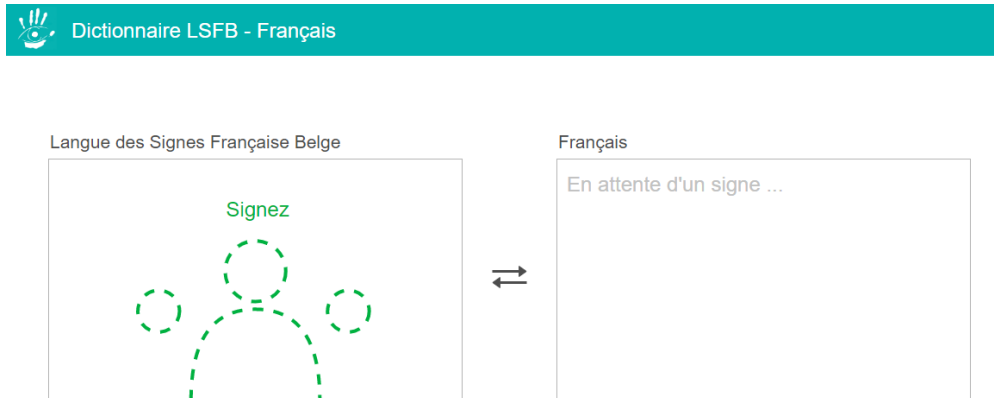 Dictionnaire LSFB - Français
Langue des Signes Française Belge
Signez
Français
En attente d'un signe ...